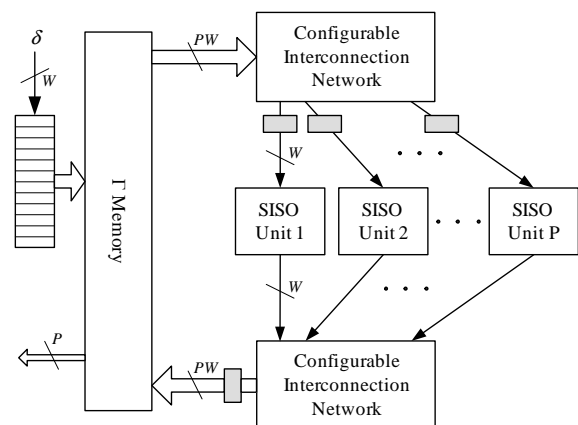 δ
W
PW
Configurable
Interconnection
Network
Γ Memory
W
. . .
SISO
Unit 1
SISO
Unit 2
. . .
SISO
Unit P
W
. . .
P
PW
Configurable
Interconnection
Network